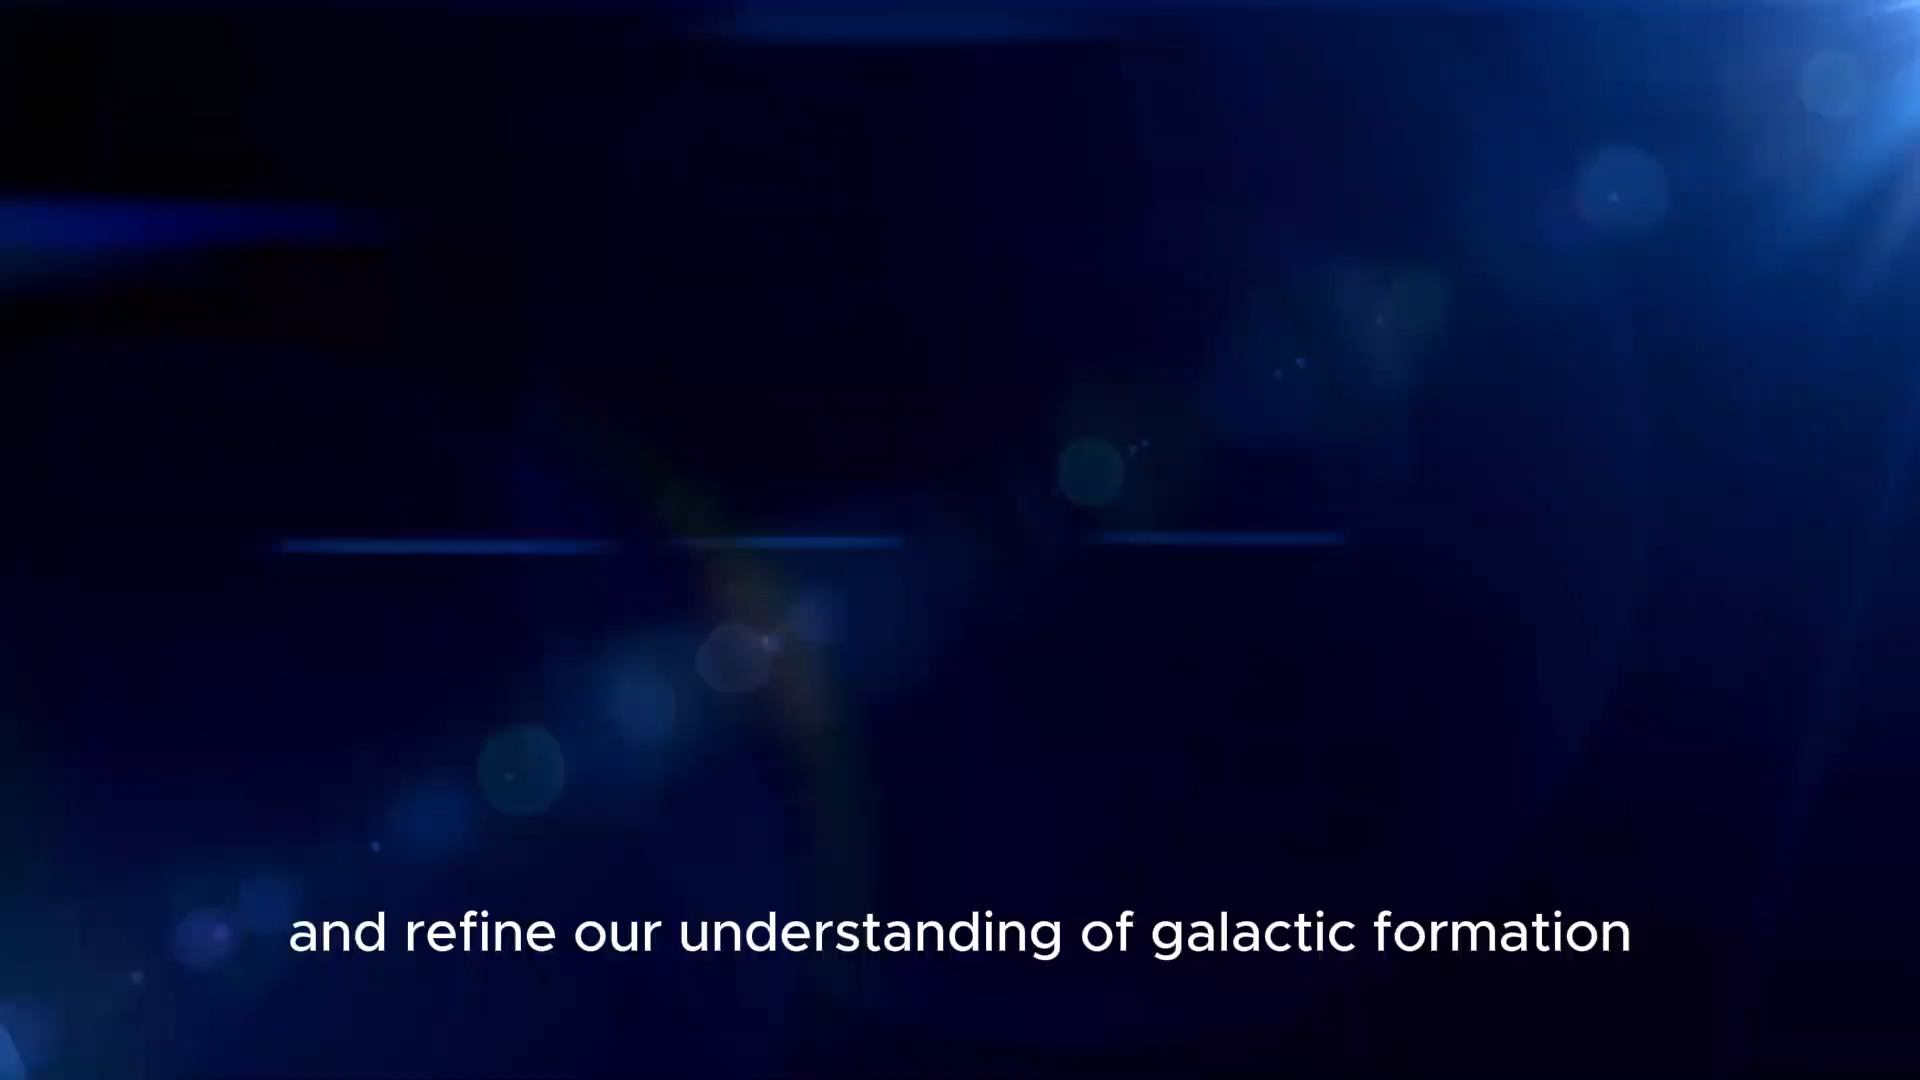 and refine our understanding of galactic formation